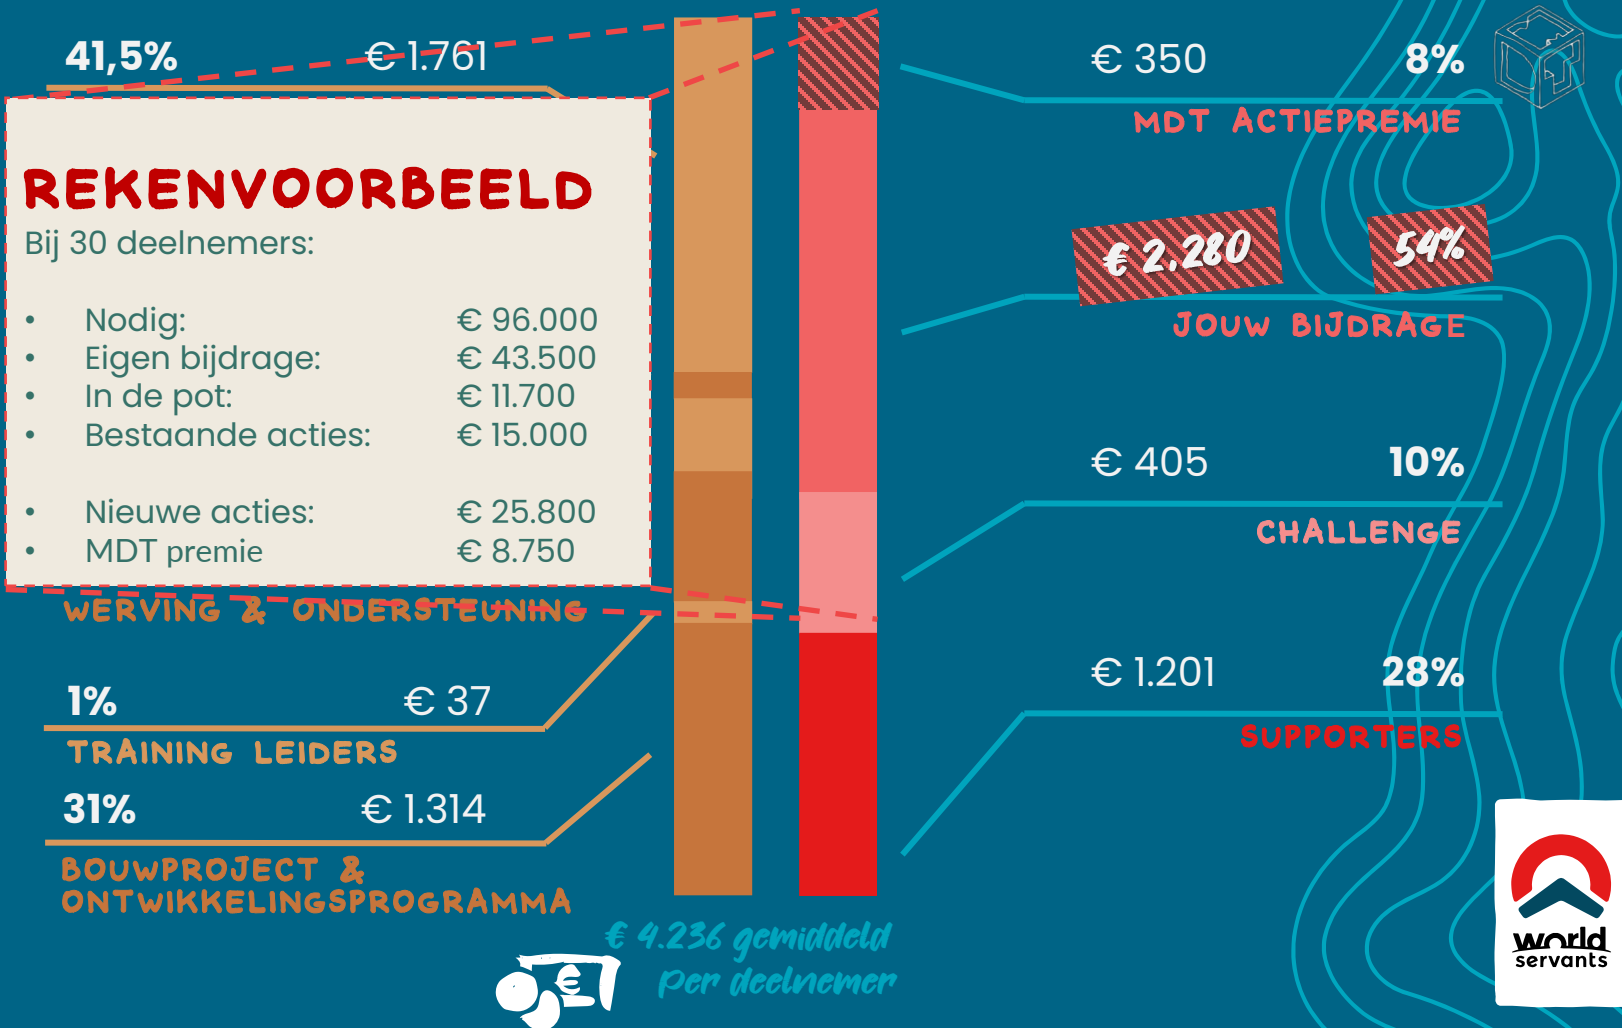 41,5% € 1.761
REKENVOORBEELD
Bij 30 deelnemers:
• Nodig: € 96.000
• Eigen bijdrage: € 43.500
• In de pot: € 11.700
• Bestaande acties: € 15.000
• Nieuwe acties: € 25.800
• MDT premie € 8.750
WERVING & ONDERSTEUNING
1% € 37
TRAINING LEIDERS
31% € 1.314
BOUWPROJECT &
ONTWIKKELINGSPROGRAMMA
€ 4.236 gemiddeld
Per deelnemer
€
€ 350 8%
MDT ACTIEPREMIE
€ 2.280 54%
JOUW BIJDRAGE
€ 405 10%
CHALLENGE
€ 1.201 28%
SUPPORTERS
world
servants